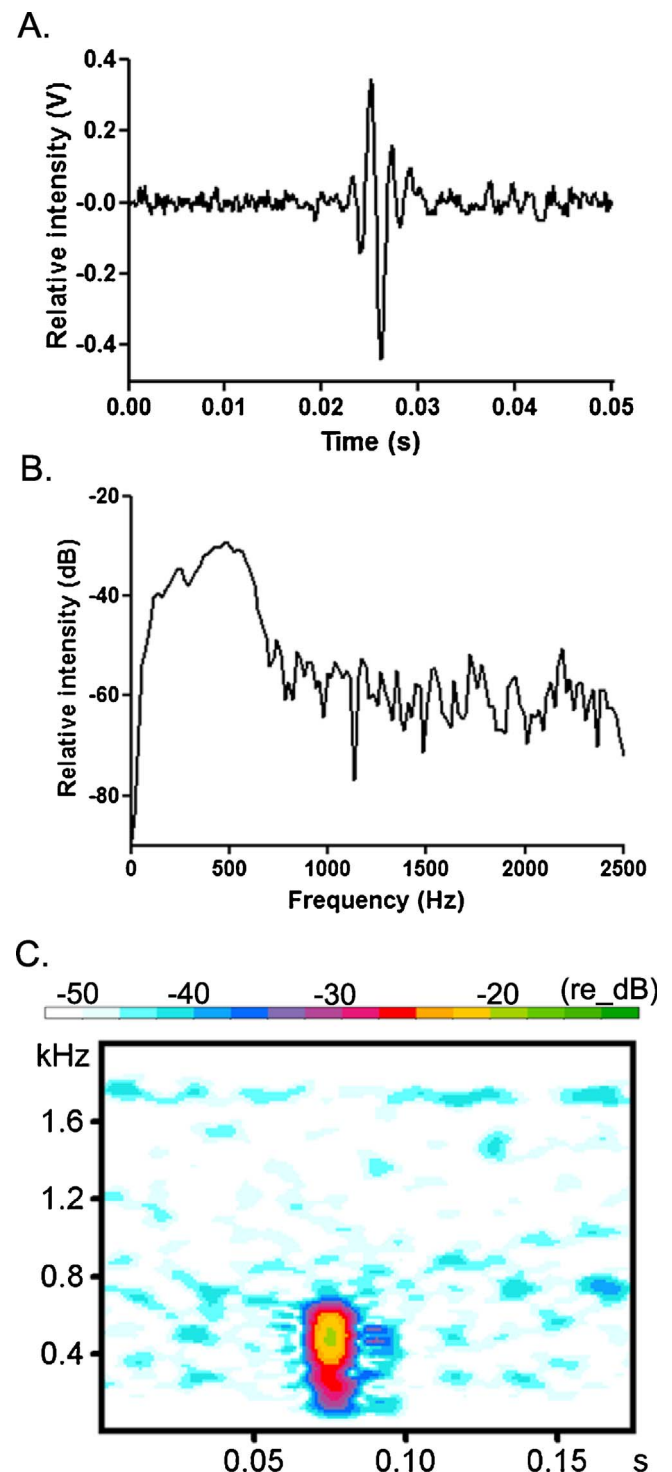 A.
Relative intensity (V)
0.4
0.2
-0.0
-0.2
-0.4
0.00 0.01 0.02 0.03 0.04 0.05
Time (s)
B.
Relative intensity (dB)
-20
-40
-60
-80
0 500 1000 1500 2000 2500
Frequency (Hz)
C.
-50 -40 -30 -20 (re_dB)
kHz
1.6
1.2
0.8
0.4
0.05 0.10 0.15 s